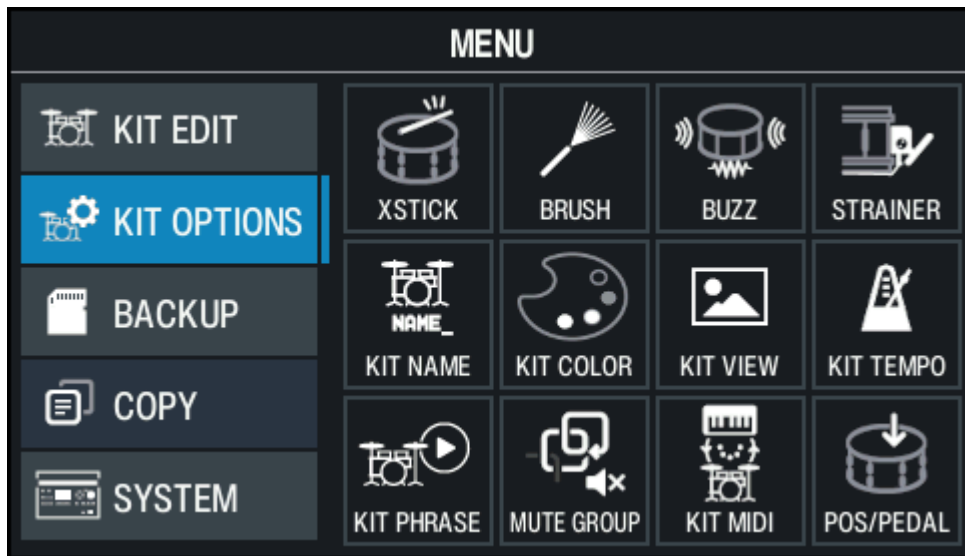 MENU
KIT EDIT
KIT OPTIONS
BACKUP
COPY
SYSTEM
XSTICK
BRUSH
BUZZ
STRAINER
NAME_
KIT NAME
KIT COLOR
KIT VIEW
KIT TEMPO
KIT PHRASE
MUTE GROUP
KIT MIDI
POS/PEDAL